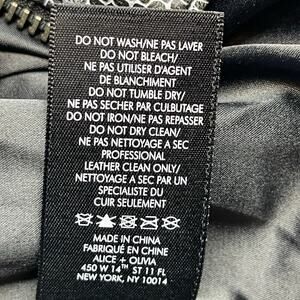 DO NOT WASH/NE PAS LAVER
DO NOT BLEACH/
NE PAS UTILISER D'AGENT
DE BLANCHIMENT
DO NOT TUMBLE DRY/
NE PAS SECHER PAR CULBUTAGE
DO NOT IRON/NE PAS REPASSER
DO NOT DRY CLEAN/
NE PAS NETTOYAGE A SEC
PROFESSIONAL
LEATHER CLEAN ONLY/
NETTOYAGE A SEC PAR UN
SPECIALISTE DU
CUIR SEULEMENT
MADE IN CHINA
FABRIQUÉ EN CHINE
ALICE + OLIVIA
450 W 14TH ST 11 FL
NEW YORK, NY 10014